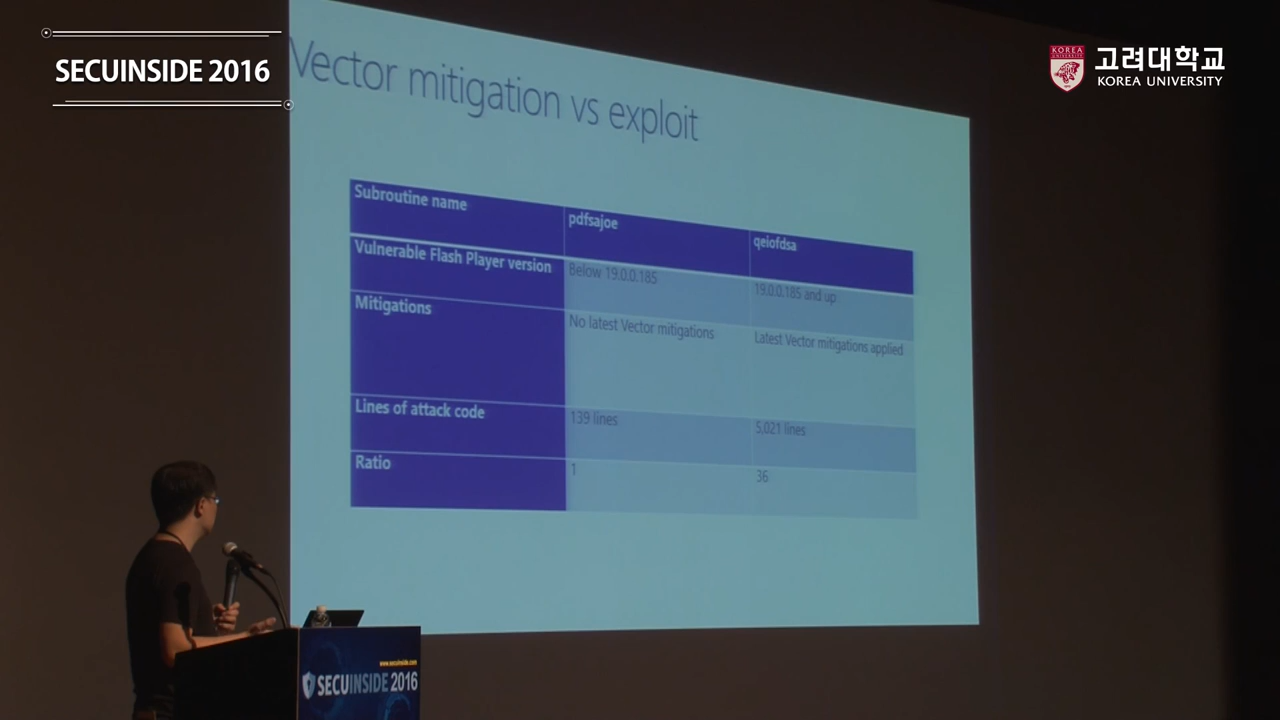 SECUINSIDE 2016
KOREA
UNIVERSITY
고려대학교
KOREA UNIVERSITY
Vector mitigation vs exploit
Subroutine name
pdfsajoe
qeiofdsa
Vulnerable Flash Player version
Below 19.0.0.185
19.0.0.185 and up
Mitigations
No latest Vector mitigations
Latest Vector mitigations applied
Lines of attack code
139 lines
5,021 lines
Ratio
1
36
www.secuinside.com
SECUINSIDE 2016